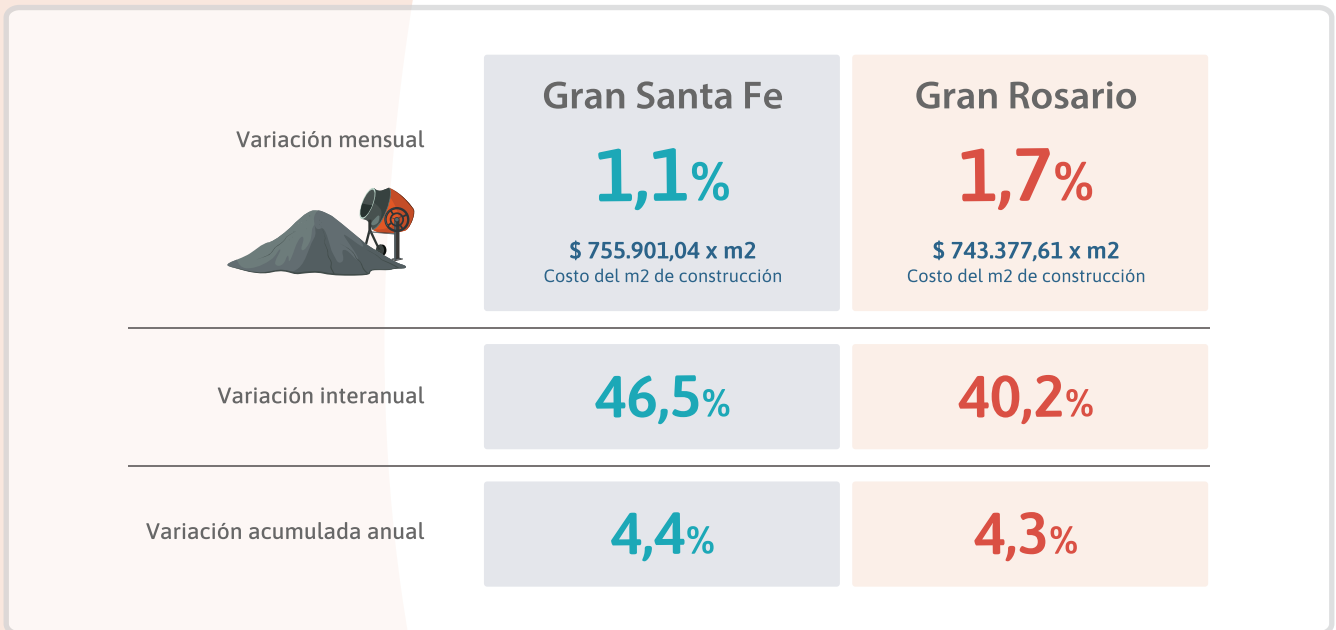 Gran Santa Fe
Gran Rosario
Variación mensual
1,1%
1,7%
$ 755.901,04 x m2
$ 743.377,61 x m2
Costo del m2 de construcción
Costo del m2 de construcción
Variación interanual
46,5%
40,2%
Variación acumulada anual
4,4%
4,3%